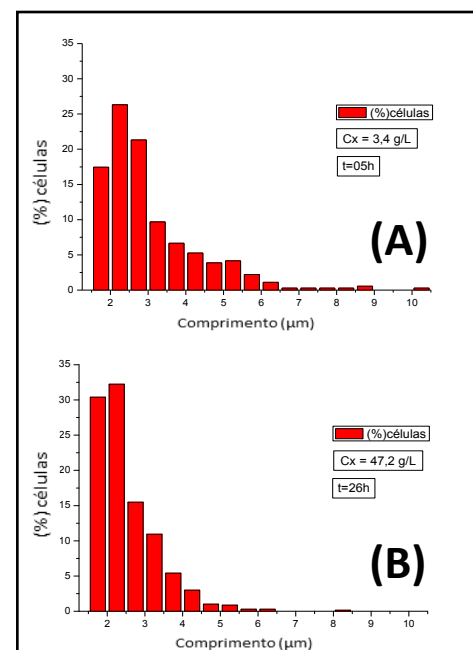 35
30
25
20
15
10
5
0
(%) células
(%)células
Cx = 3,4 g/L
t=05h
(A)
2 3 4 5 6 7 8 9 10
Comprimento (µm)
35
30
25
20
15
10
5
0
(%) células
(%)células
Cx = 47,2 g/L
t=26h
(B)
2 3 4 5 6 7 8 9 10
Comprimento (µm)